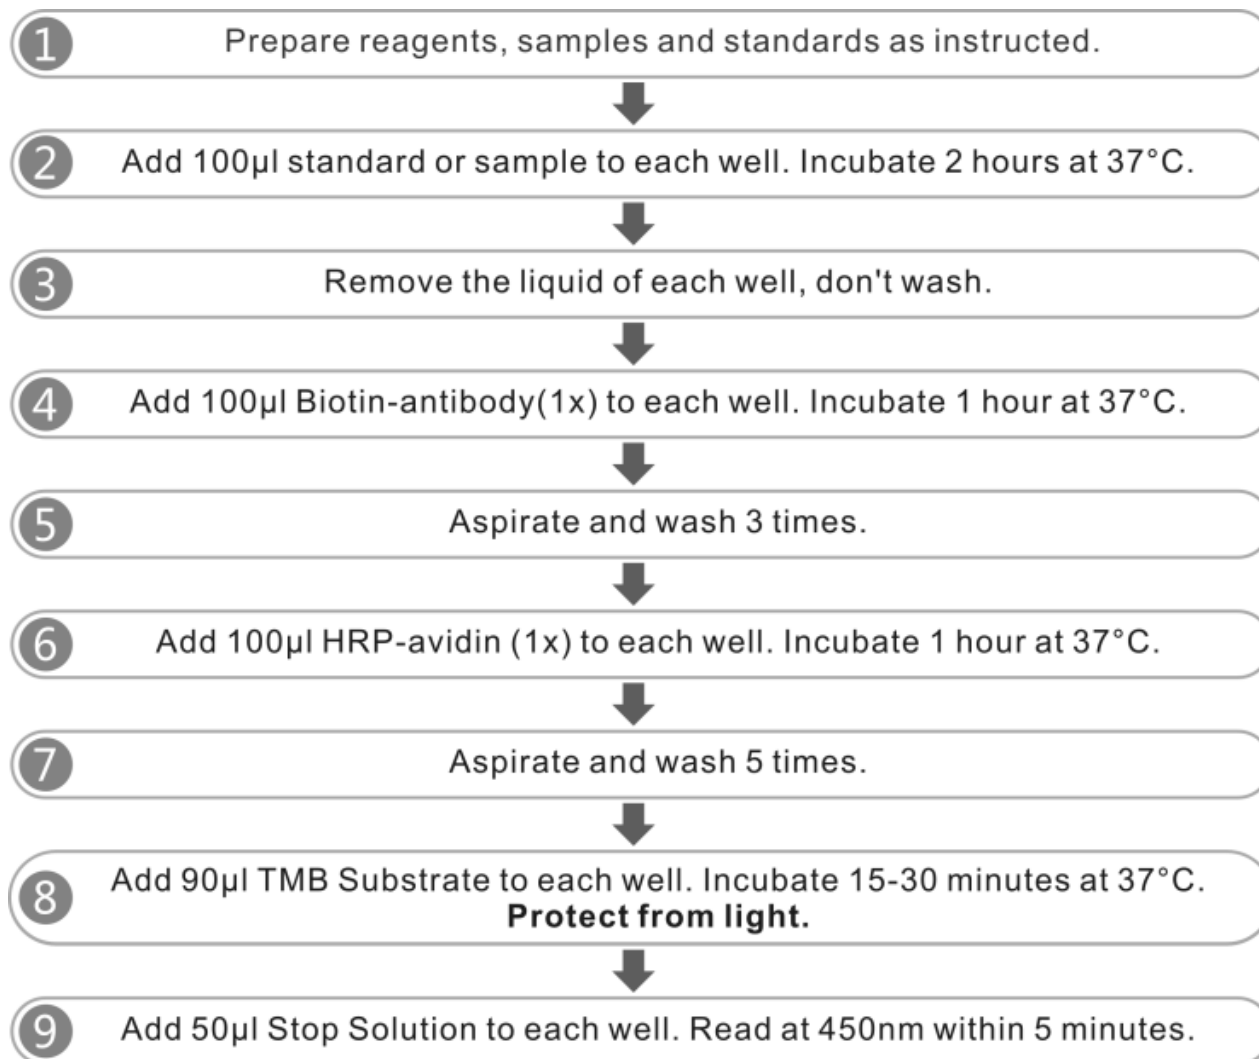 1 Prepare reagents, samples and standards as instructed.
2 Add 100µl standard or sample to each well. Incubate 2 hours at 37°C.
3 Remove the liquid of each well, don't wash.
4 Add 100µl Biotin-antibody(1x) to each well. Incubate 1 hour at 37°C.
5 Aspirate and wash 3 times.
6 Add 100µl HRP-avidin (1x) to each well. Incubate 1 hour at 37°C.
7 Aspirate and wash 5 times.
8 Add 90µl TMB Substrate to each well. Incubate 15-30 minutes at 37°C.
Protect from light.
9 Add 50µl Stop Solution to each well. Read at 450nm within 5 minutes.